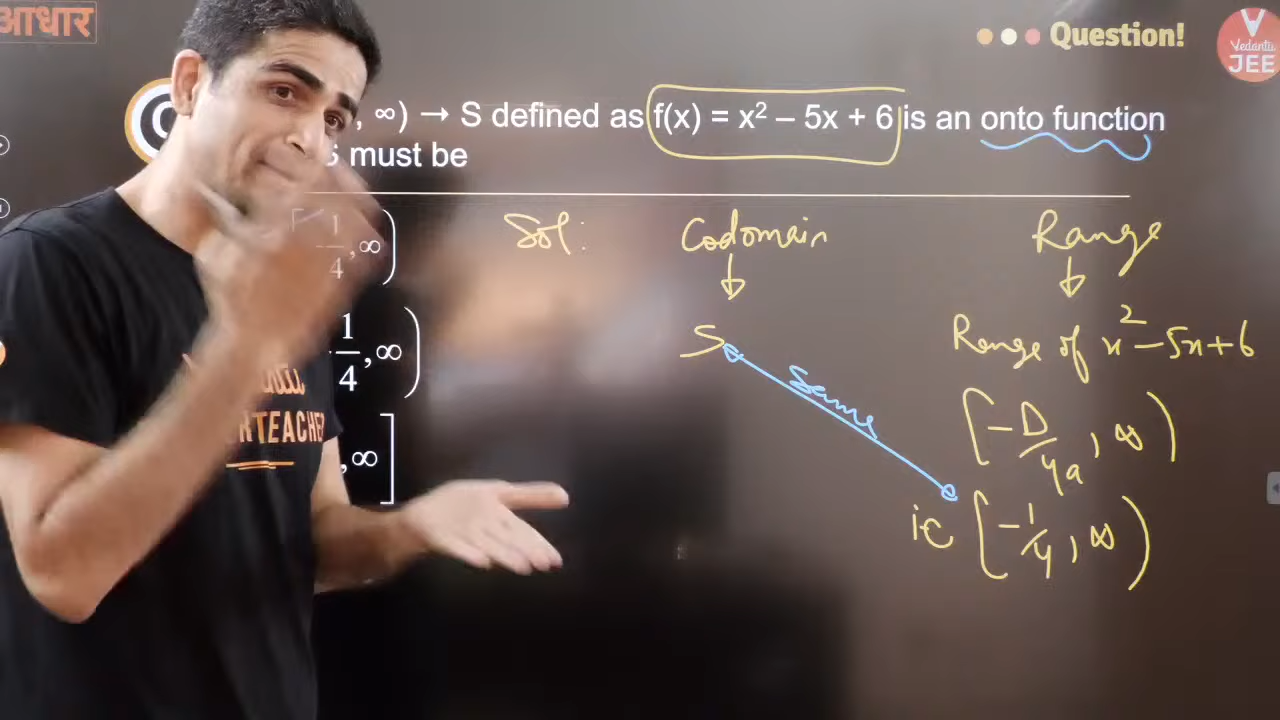 आधार
Question!
Vedantu
JEE
, ∞) → S defined as f(x) = x² – 5x + 6 is an onto function
must be
Sol:
Codomain
Range
[-1/4, ∞)
S
Range of x² - 5x + 6
1/4, ∞)
Same
[-D/4a, ∞)
, ∞]
RTEACHER
ie [-1/4, ∞)